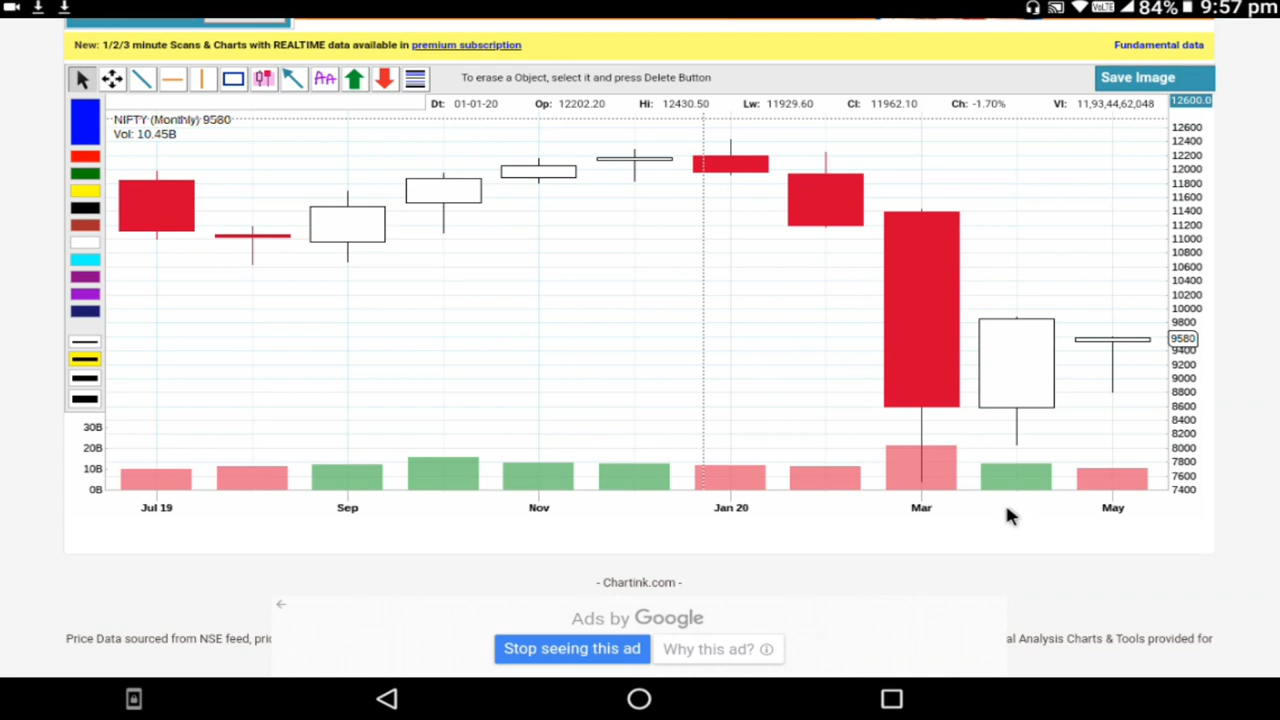 84% 9:57 pm
New: 1/2/3 minute Scans & Charts with REALTIME data available in premium subscription
Fundamental data
To erase a Object, select it and press Delete Button
Save Image
Dt: 01-01-20 Op: 12202.20 Hi: 12430.50 Lw: 11929.60 Cl: 11962.10 Ch: -1.70% Vl: 11,93,44,62,048
12600.0
NIFTY (Monthly) 9580
Vol: 10.45B
12600
12400
12200
12000
11800
11600
11400
11200
11000
10800
10600
10400
10200
10000
9800
9580
9400
9200
9000
8800
8600
8400
8200
8000
7800
7600
7400
30B
20B
10B
0B
Jul 19 Sep Nov Jan 20 Mar May
- Chartink.com -
Ads by Google
Stop seeing this ad
Why this ad?
Price Data sourced from NSE feed,
Analysis Charts & Tools provided for